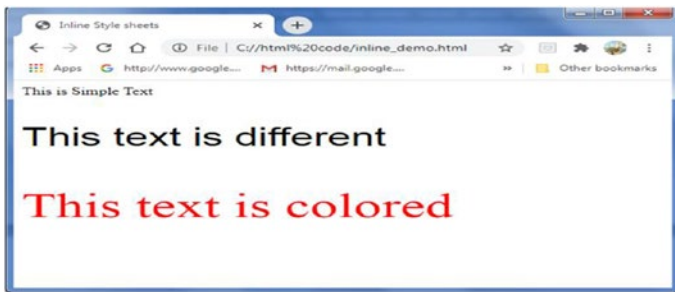 Inline Style sheets
File | C://html%20code/inline_demo.html
Apps G http://www.google.... M https://mail.google.... » Other bookmarks
This is Simple Text
This text is different
This text is colored